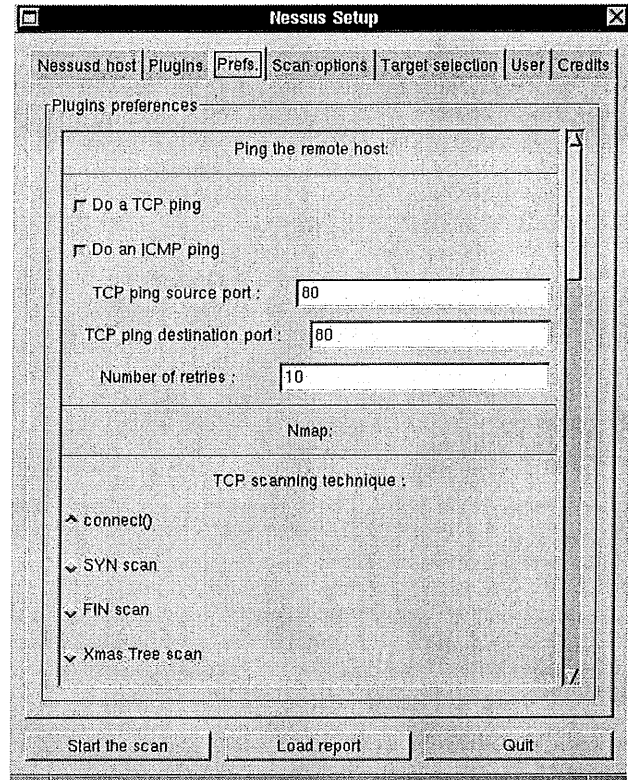 Nessus Setup
Nessusd host Plugins Prefs. Scan options Target selection User Credits
Plugins preferences
Ping the remote host:
Do a TCP ping
Do an ICMP ping
TCP ping source port : 80
TCP ping destination port : 80
Number of retries : 10
Nmap:
TCP scanning technique :
connect()
SYN scan
FIN scan
Xmas Tree scan
Start the scan Load report Quit